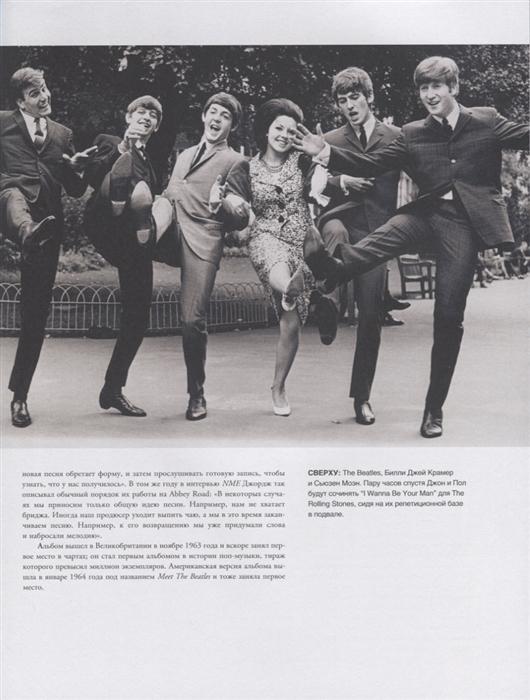 новая песня обретает форму, и затем прослушивать готовую запись, чтобы
узнать, что у нас получилось». В том же году в интервью NME Джордж так
описывал обычный порядок их работы на Abbey Road: «В некоторых случа-
ях мы приносим только общую идею песни. Например, нам не хватает
бриджа. Иногда наш продюсер уходит выпить чаю, а мы в это время закан-
чиваем песню. Например, к его возвращению мы уже придумали слова
и набросали мелодию».
Альбом вышел в Великобритании в ноябре 1963 года и вскоре занял пер-
вое место в чартах; он стал первым альбомом в истории поп-музыки, тираж
которого превысил миллион экземпляров. Американская версия альбома вы-
шла в январе 1964 года под названием Meet The Beatles и тоже заняла первое
место.
СВЕРХУ: The Beatles, Билли Джей Крамер
и Сьюзен Моэн. Пару часов спустя Джон и Пол
будут сочинять "I Wanna Be Your Man" для The
Rolling Stones, сидя на их репетиционной базе
в подвале.